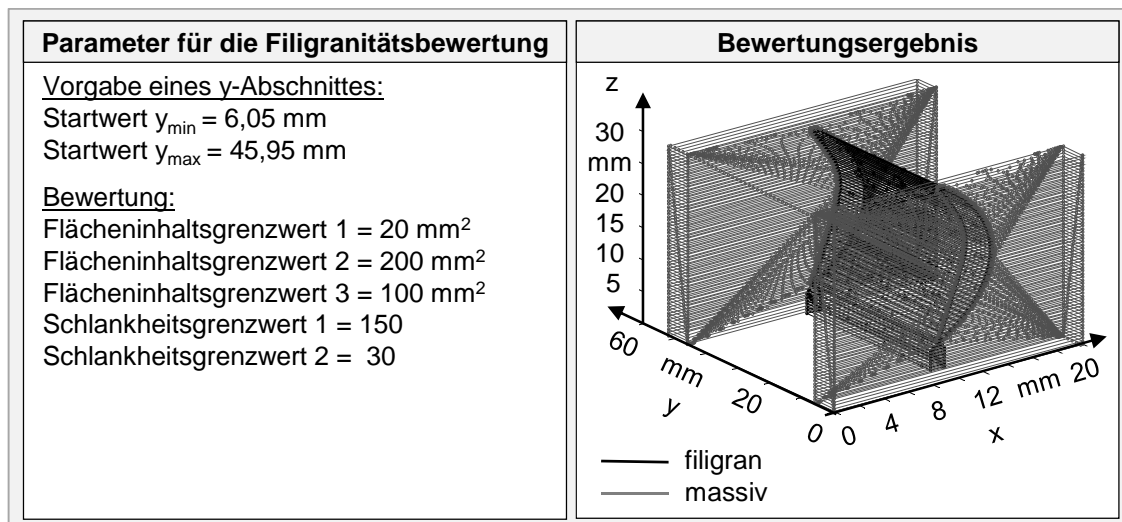 Parameter für die Filigranitätsbewertung
Vorgabe eines y-Abschnittes:
Startwert ymin = 6,05 mm
Startwert ymax = 45,95 mm
Bewertung:
Flächeninhaltsgrenzwert 1 = 20 mm²
Flächeninhaltsgrenzwert 2 = 200 mm²
Flächeninhaltsgrenzwert 3 = 100 mm²
Schlankheitsgrenzwert 1 = 150
Schlankheitsgrenzwert 2 = 30
Bewertungsergebnis
z
30
mm
20
15
10
5
60
mm
20
0
y
0
4
8
12
mm
20
x
filigran
massiv